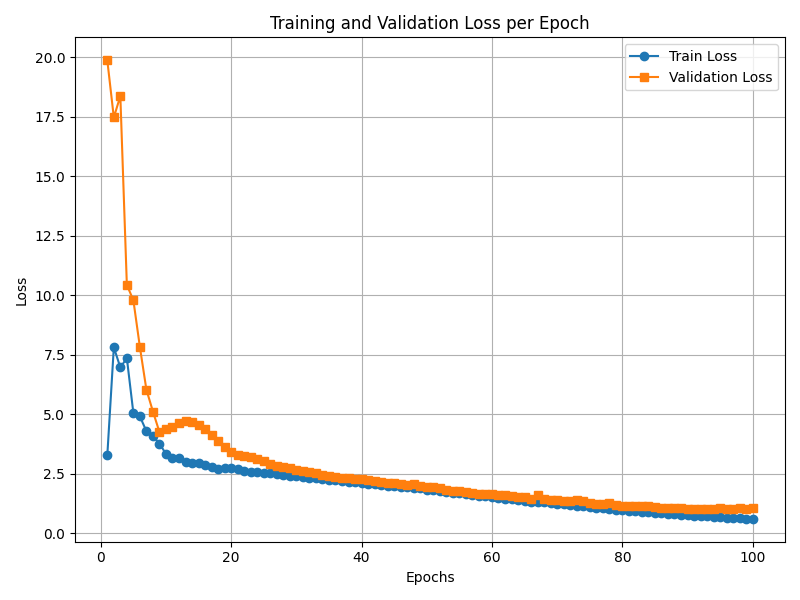 Training and Validation Loss per Epoch
Train Loss
Validation Loss
20.0
17.5
15.0
12.5
10.0
7.5
5.0
2.5
0.0
Loss
0 20 40 60 80 100
Epochs